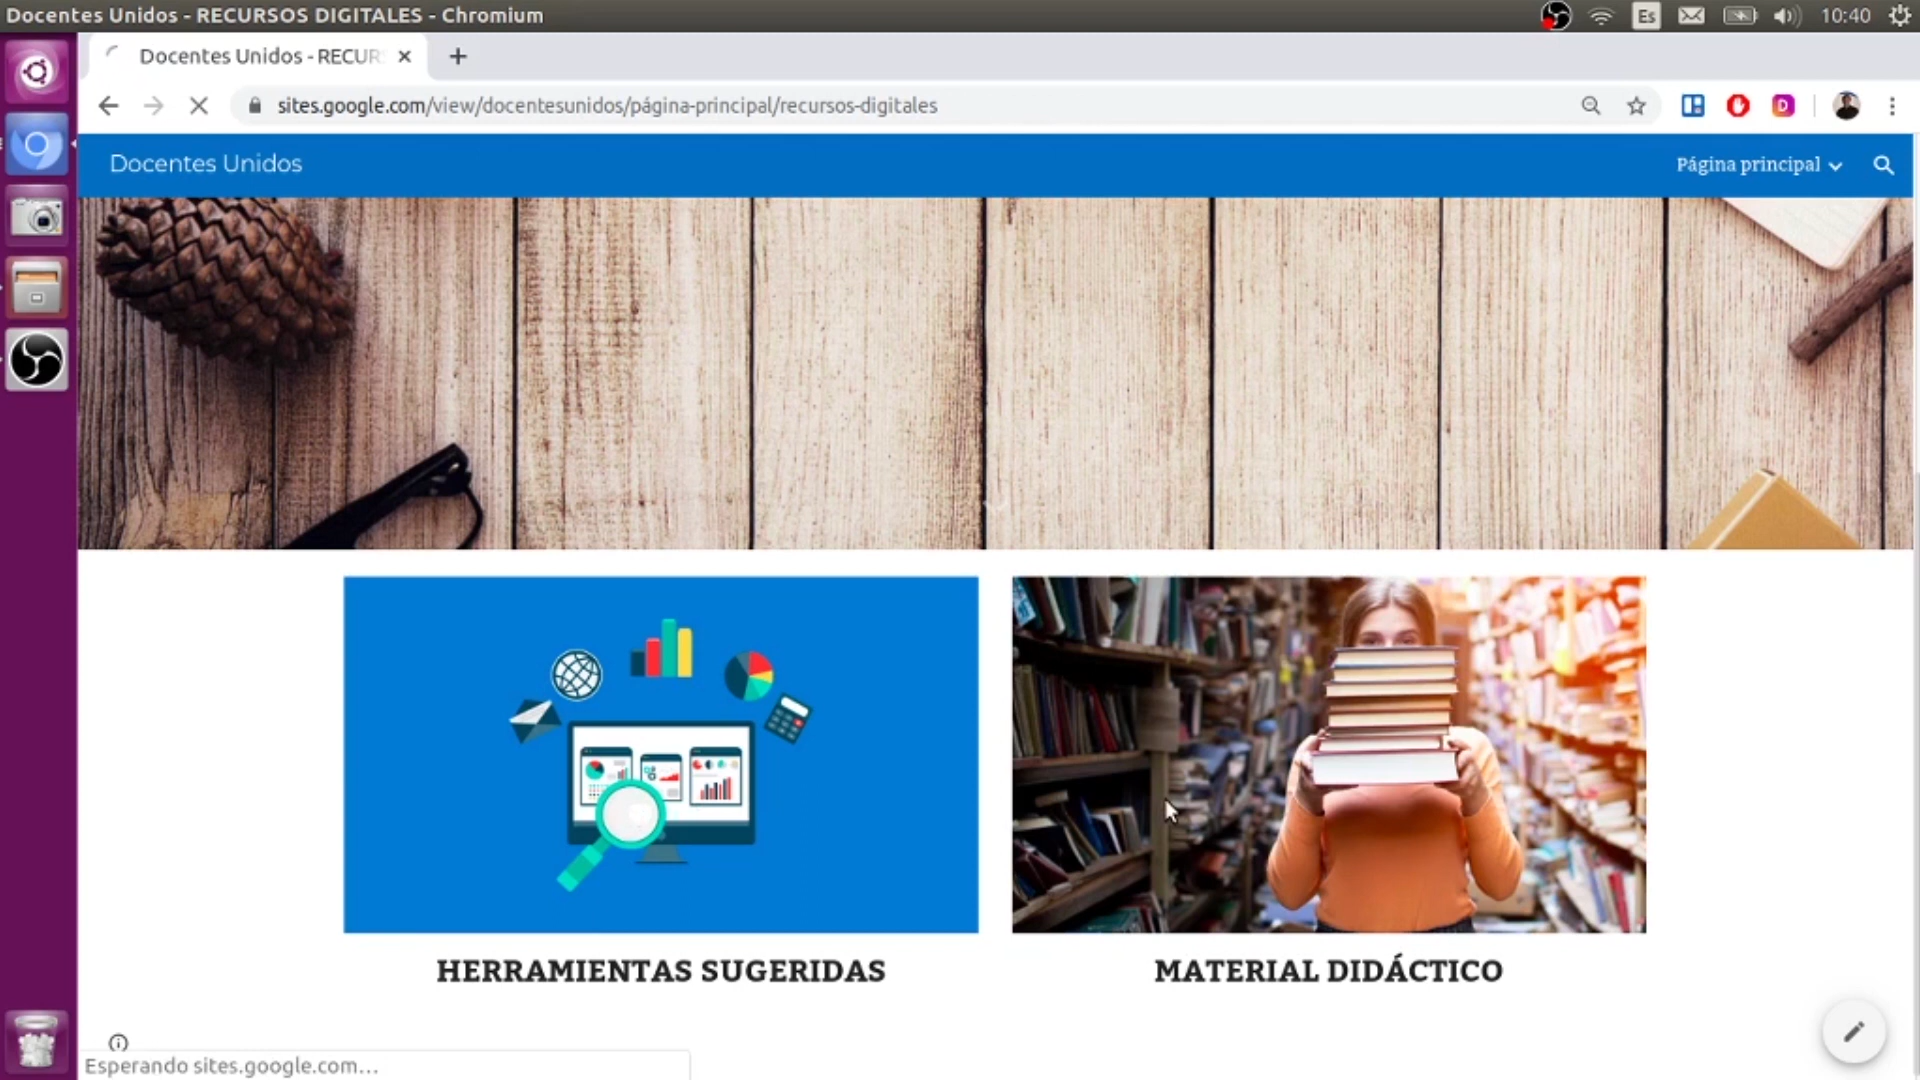 Docentes Unidos - RECURSOS DIGITALES - Chromium
Es
10:40
Docentes Unidos - RECUR
sites.google.com/view/docentesunidos/página-principal/recursos-digitales
D
Docentes Unidos
Página principal
HERRAMIENTAS SUGERIDAS
MATERIAL DIDÁCTICO
Esperando sites.google.com...